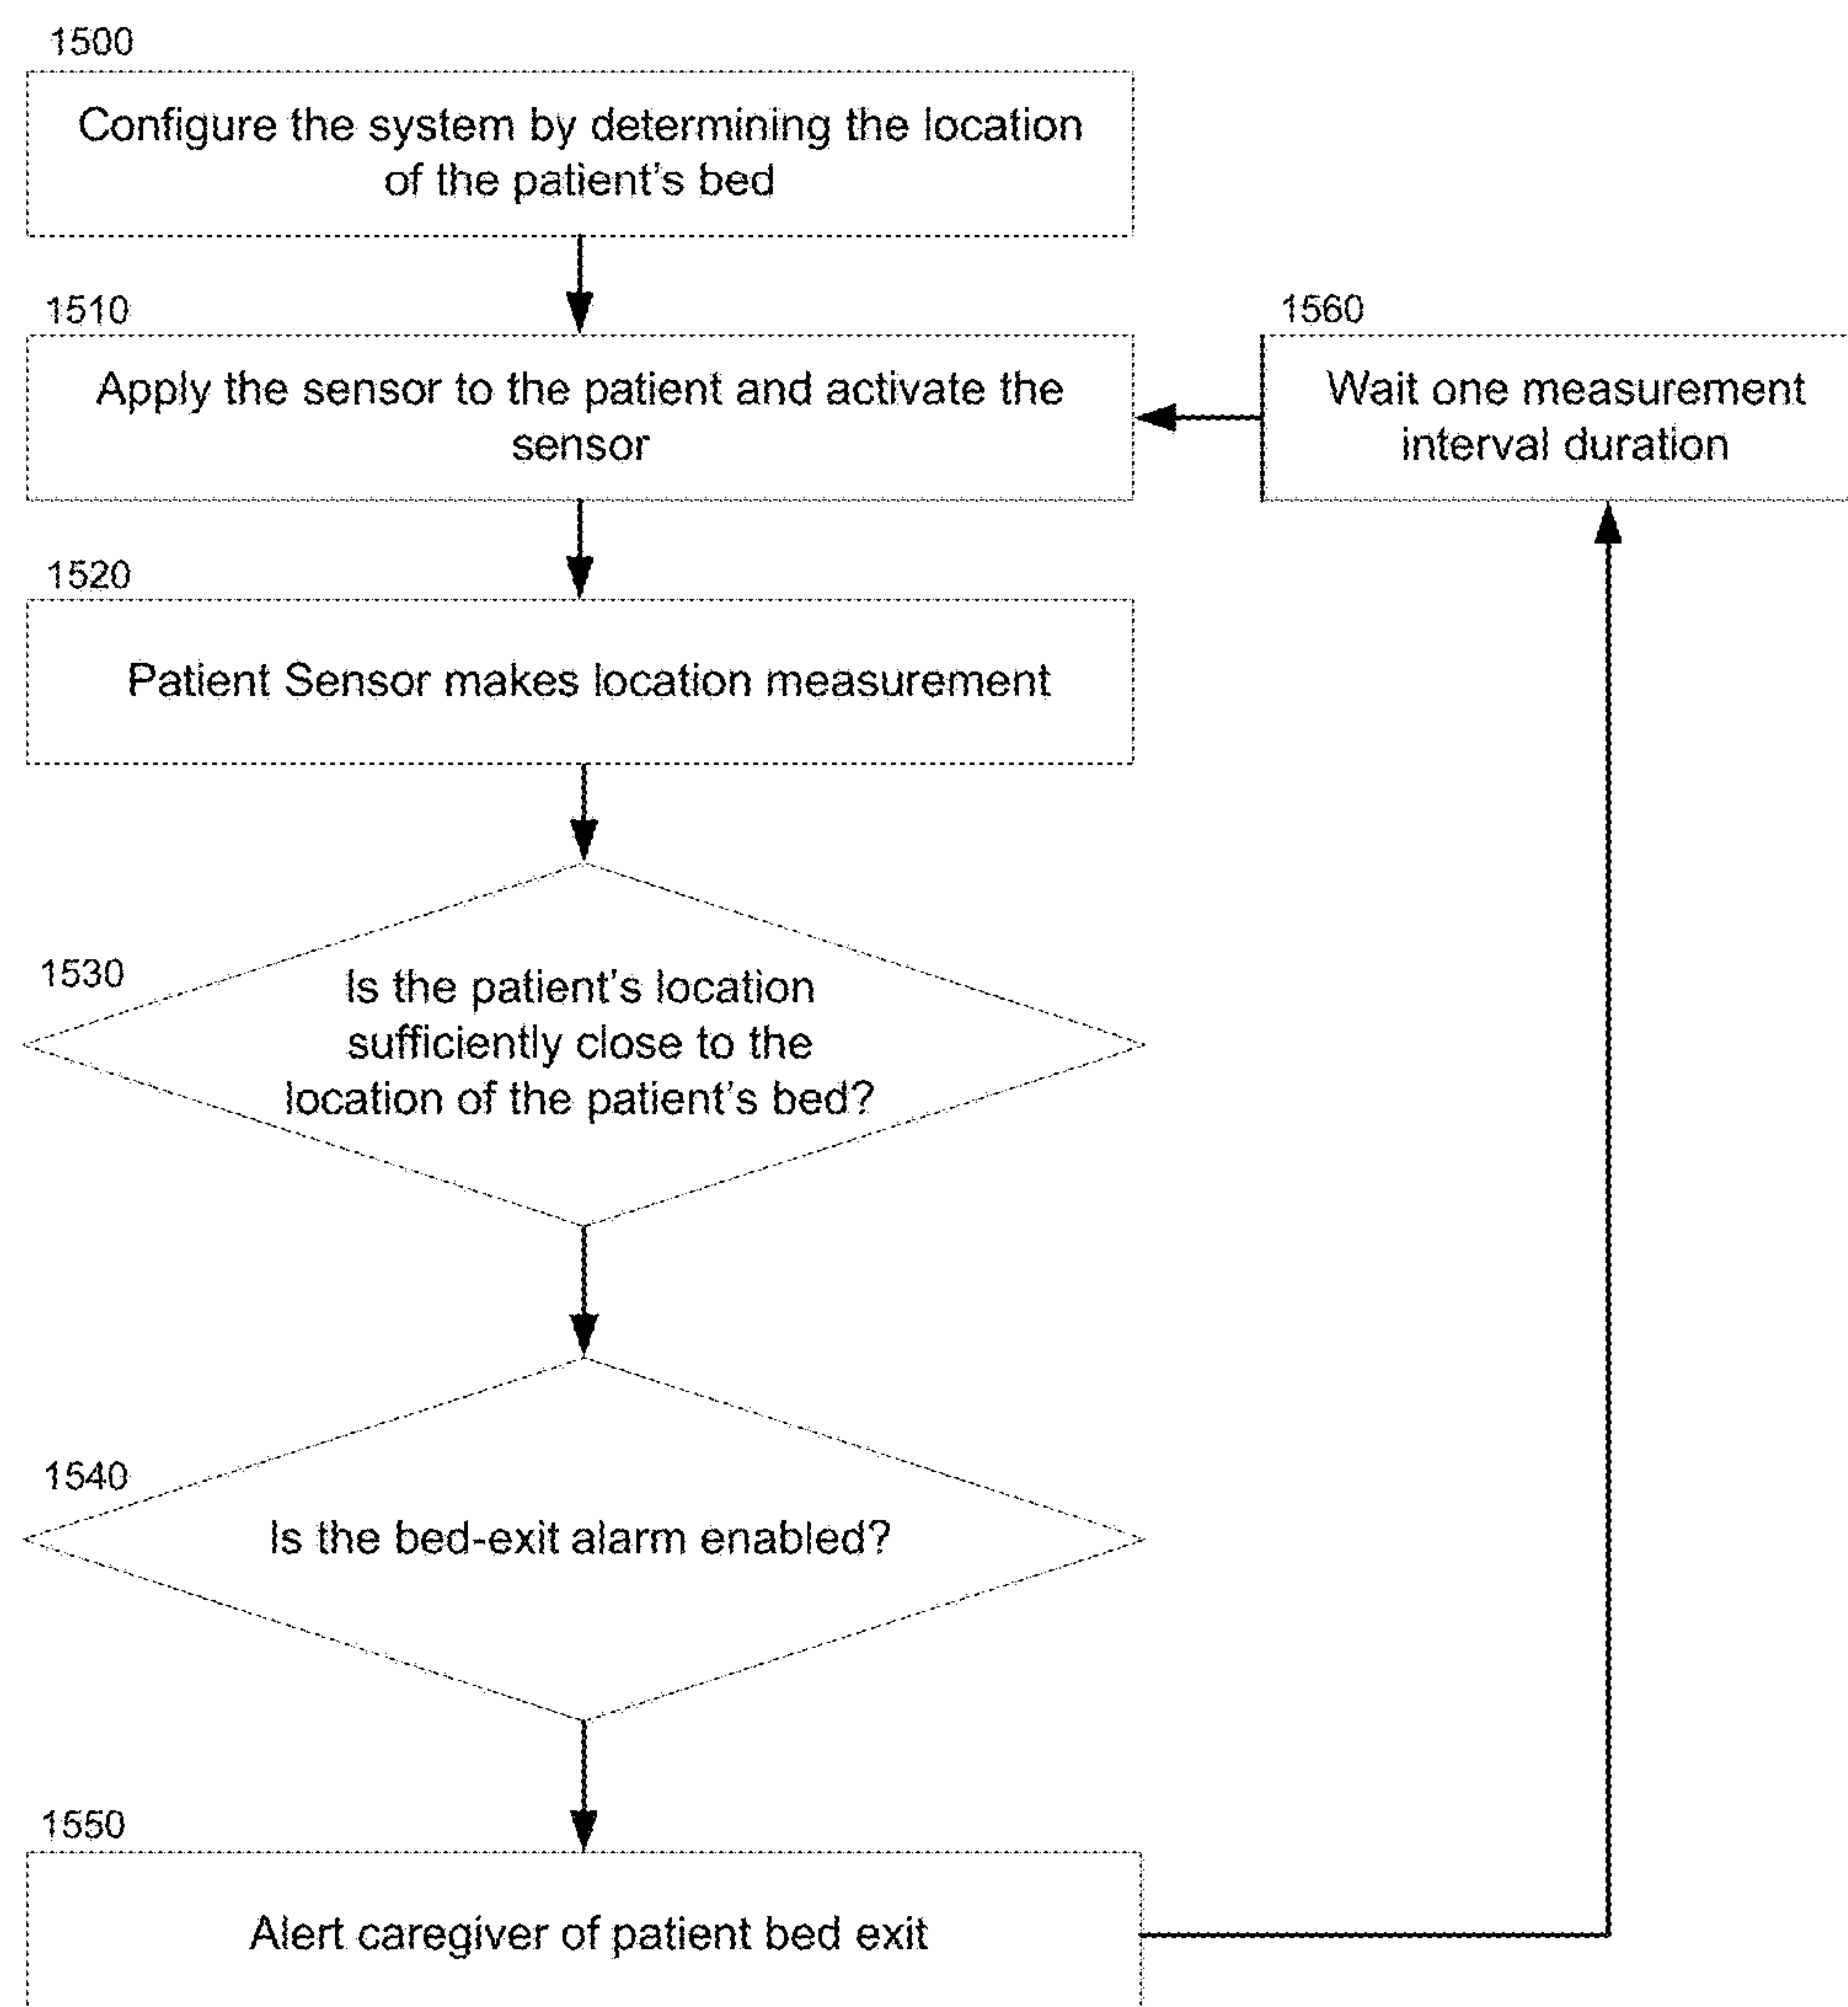 1500
Configure the system by determining the location
of the patient's bed
1510
Apply the sensor to the patient and activate the
sensor
1560
Wait one measurement
interval duration
1520
Patient Sensor makes location measurement
1530
Is the patient's location
sufficiently close to the
location of the patient's bed?
1540
Is the bed-exit alarm enabled?
1550
Alert caregiver of patient bed exit